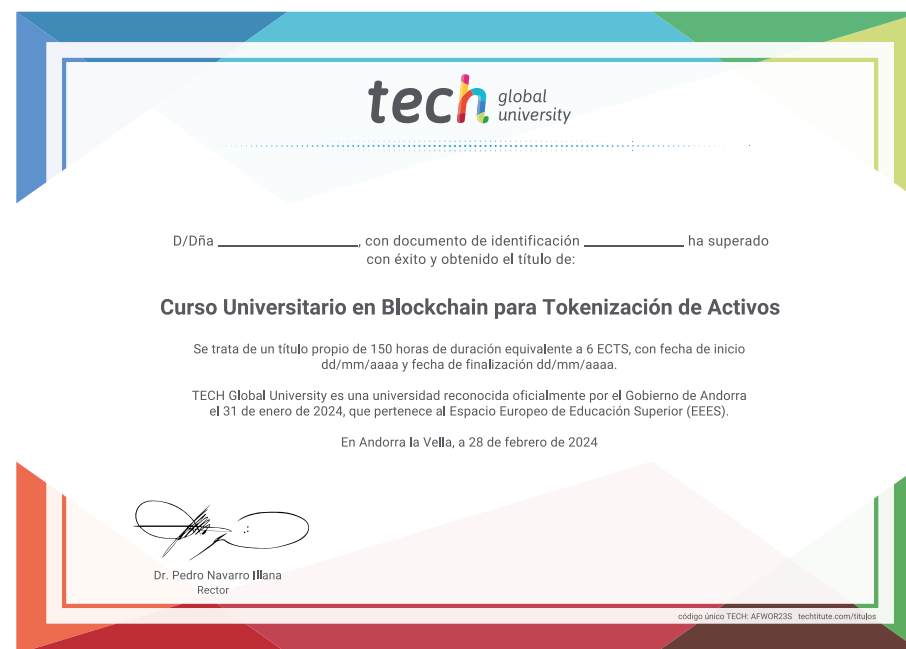 tech global
university
D/Dña ____________________, con documento de identificación ______________ ha superado
con éxito y obtenido el título de:
Curso Universitario en Blockchain para Tokenización de Activos
Se trata de un título propio de 150 horas de duración equivalente a 6 ECTS, con fecha de inicio
dd/mm/aaaa y fecha de finalización dd/mm/aaaa.
TECH Global University es una universidad reconocida oficialmente por el Gobierno de Andorra
el 31 de enero de 2024, que pertenece al Espacio Europeo de Educación Superior (EEES).
En Andorra la Vella, a 28 de febrero de 2024
Dr. Pedro Navarro Illana
Rector
código único TECH: AFWOR23S techtitute.com/titulos